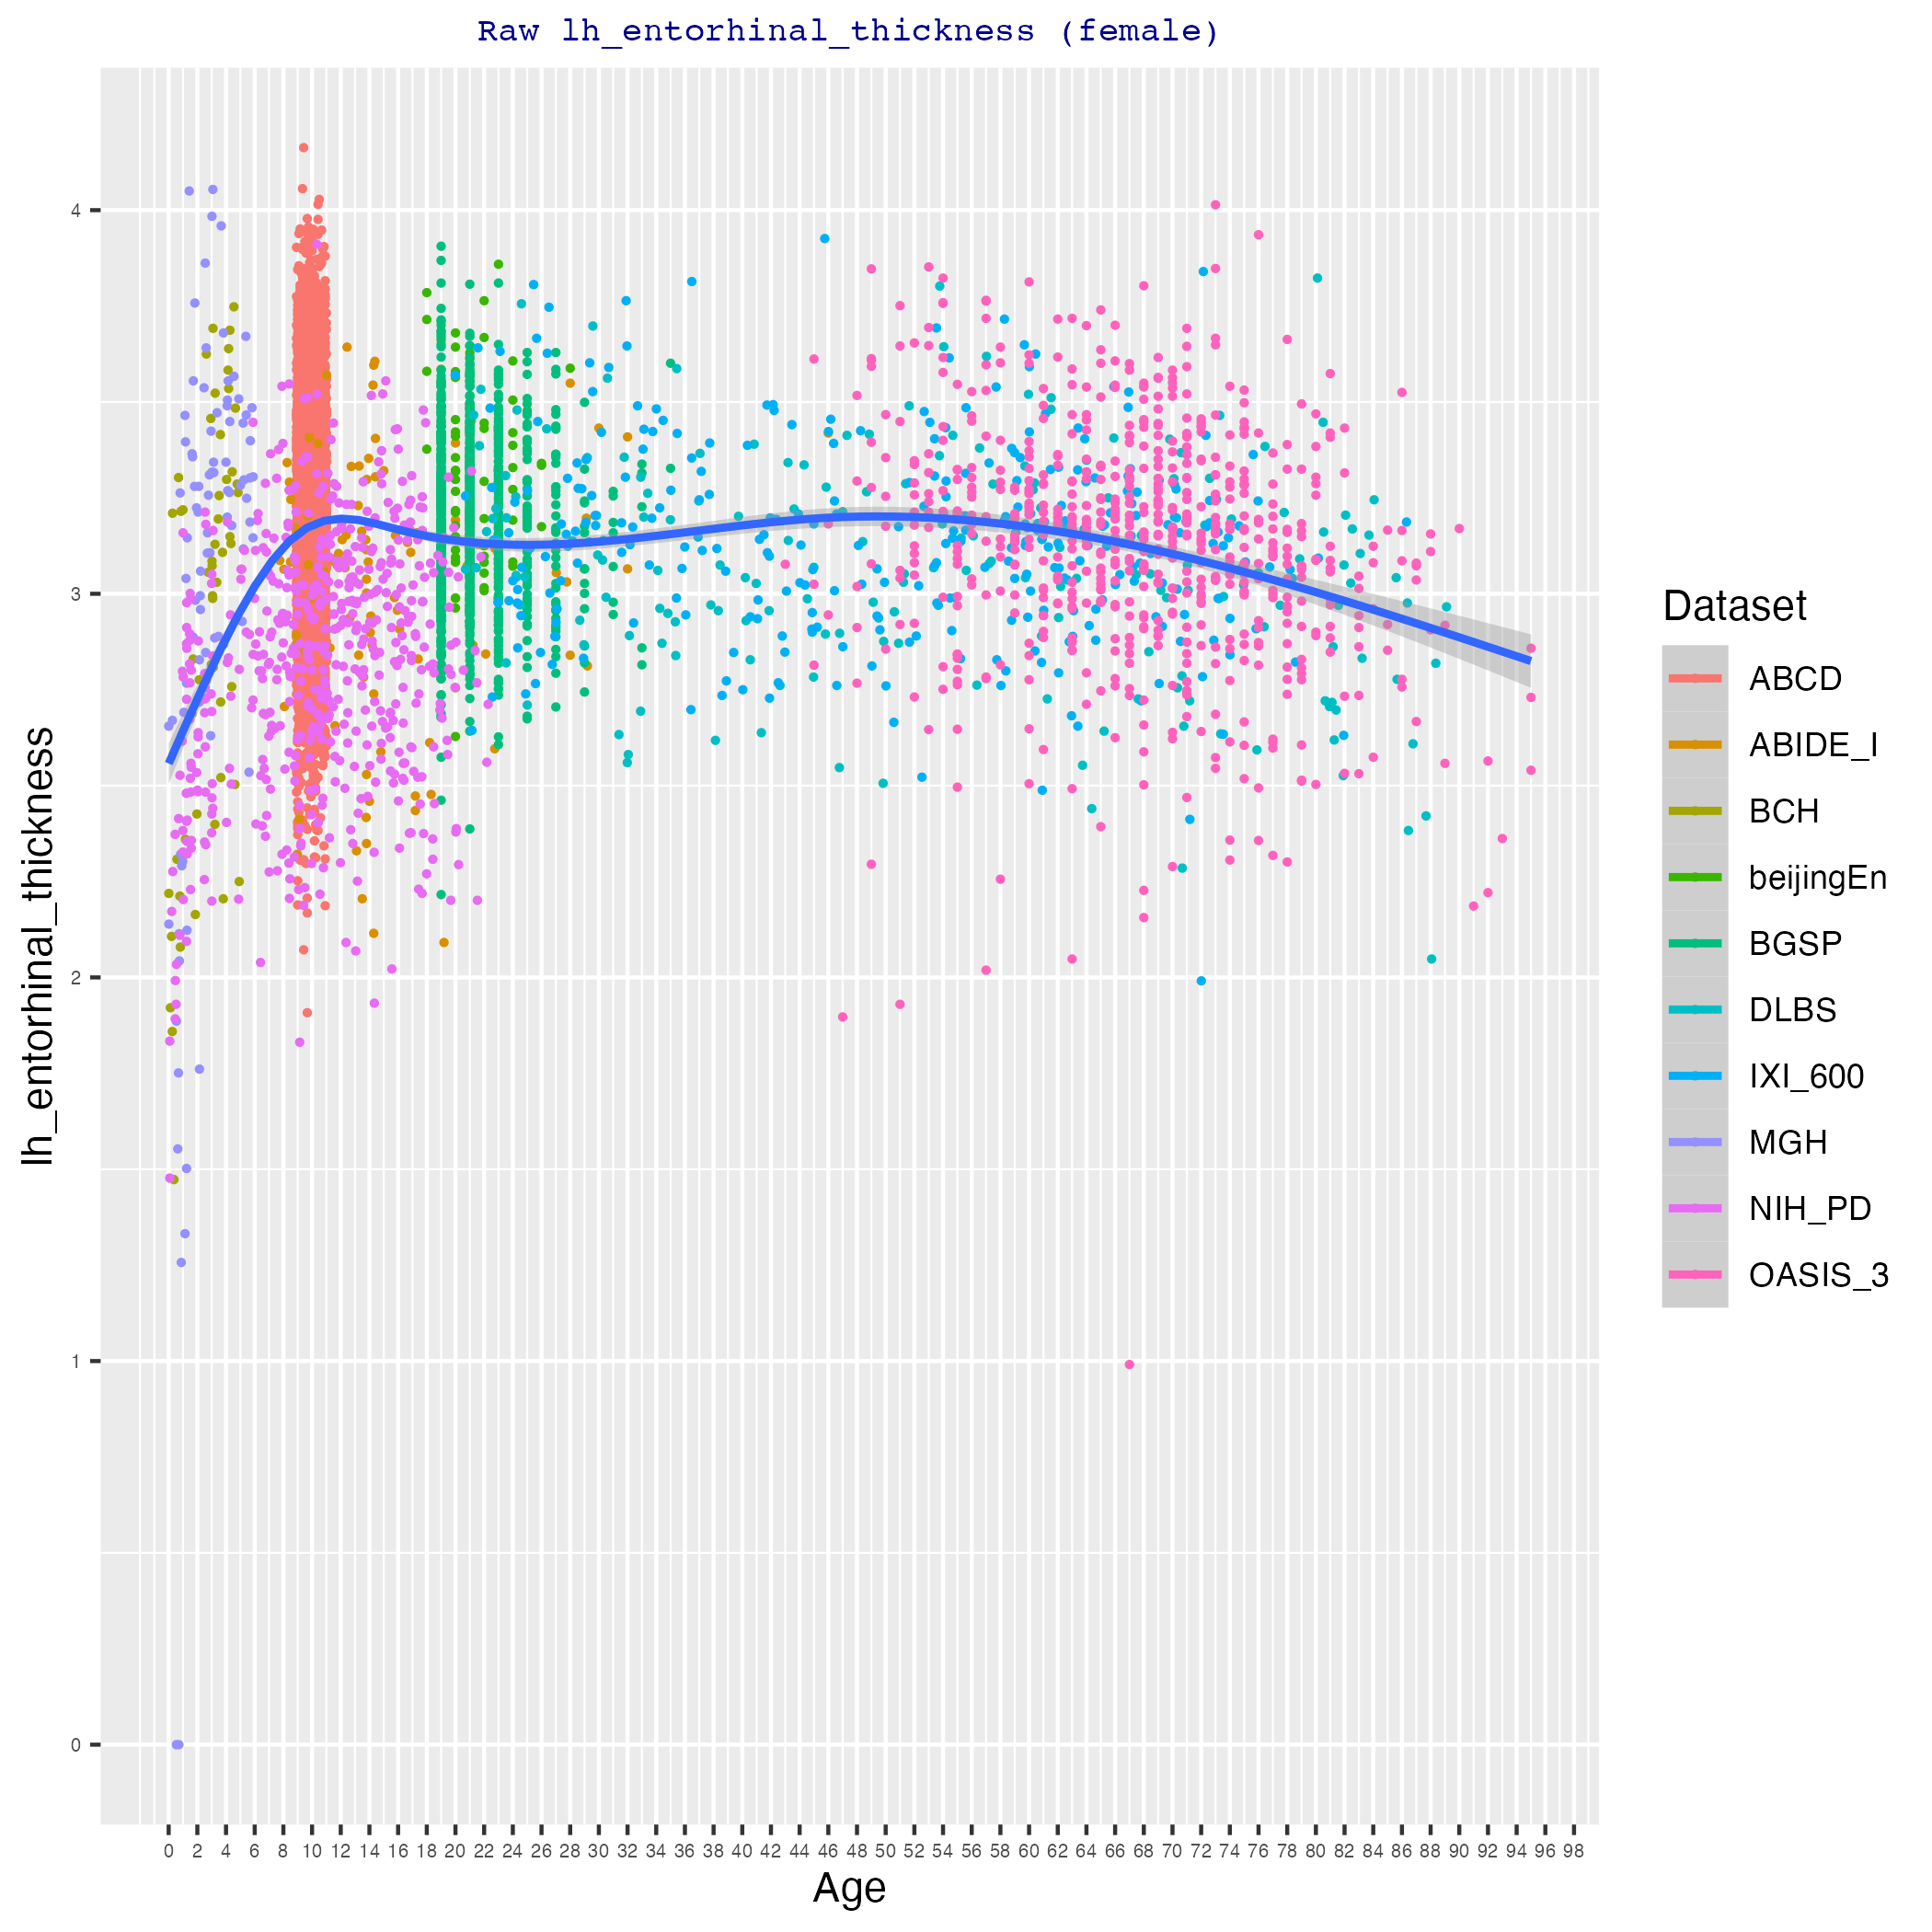 Raw lh_entorhinal_thickness (female)
lh_entorhinal_thickness
4
3
2
1
0
0 2 4 6 8 10 12 14 16 18 20 22 24 26 28 30 32 34 36 38 40 42 44 46 48 50 52 54 56 58 60 62 64 66 68 70 72 74 76 78 80 82 84 86 88 90 92 94 96 98
Age
Dataset
ABCD
ABIDE_I
BCH
beijingEn
BGSP
DLBS
IXI_600
MGH
NIH_PD
OASIS_3